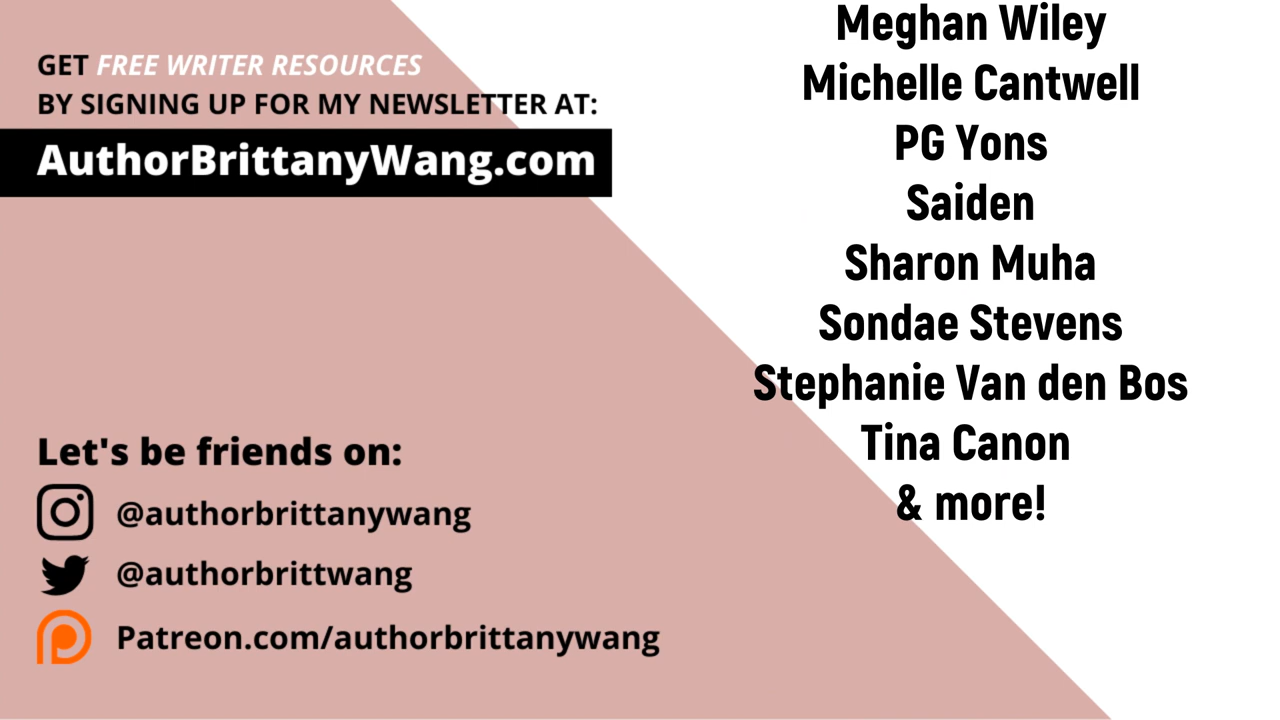 GET FREE WRITER RESOURCES
BY SIGNING UP FOR MY NEWSLETTER AT:
AuthorBrittanyWang.com
Let's be friends on:
@authorbrittanywang
@authorbrittwang
Patreon.com/authorbrittanywang
Meghan Wiley
Michelle Cantwell
PG Yons
Saiden
Sharon Muha
Sondae Stevens
Stephanie Van den Bos
Tina Canon
& more!